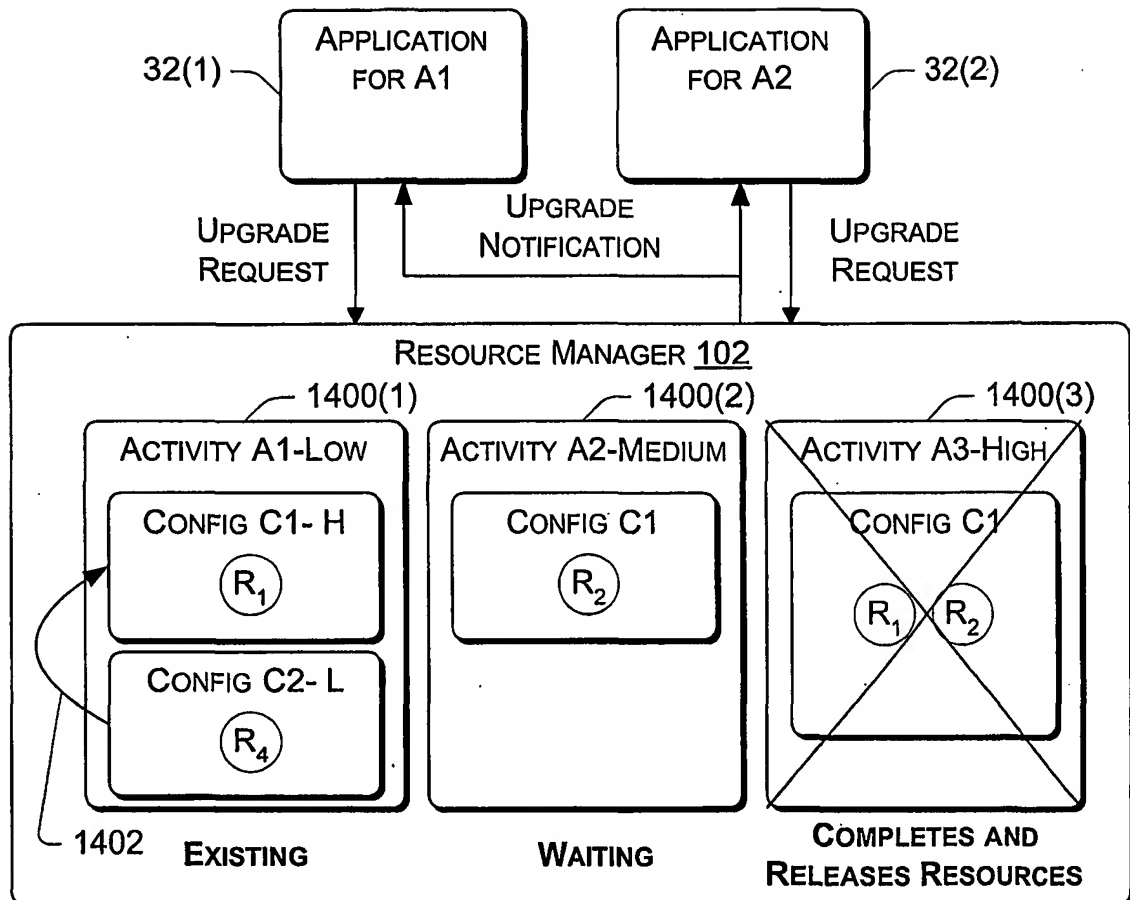 APPLICATION
FOR A1
32(1)
APPLICATION
FOR A2
32(2)
UPGRADE
REQUEST
UPGRADE
NOTIFICATION
UPGRADE
REQUEST
RESOURCE MANAGER 102
1400(1)
ACTIVITY A1-LOW
CONFIG C1- H
R1
CONFIG C2- L
R4
1402
EXISTING
1400(2)
ACTIVITY A2-MEDIUM
CONFIG C1
R2
WAITING
1400(3)
ACTIVITY A3-HIGH
CONFIG C1
R1 R2
COMPLETES AND
RELEASES RESOURCES